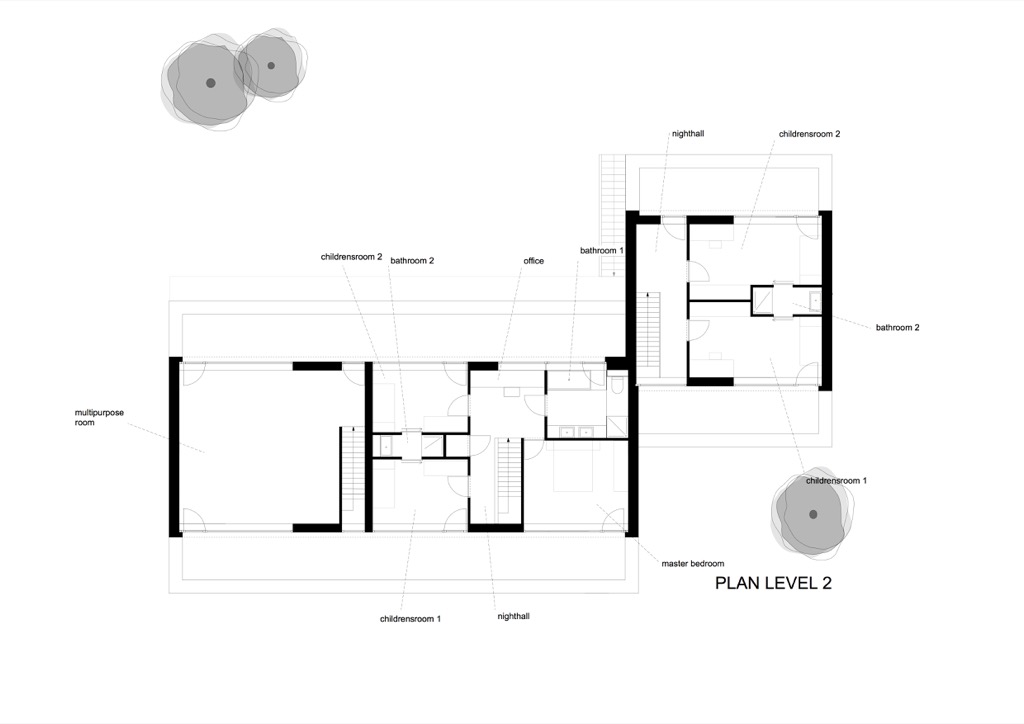 nighthall
childrensroom 2
bathroom 1
childrensroom 2
bathroom 2
office
bathroom 2
multipurpose
room
childrensroom 1
master bedroom
PLAN LEVEL 2
childrensroom 1
nighthall